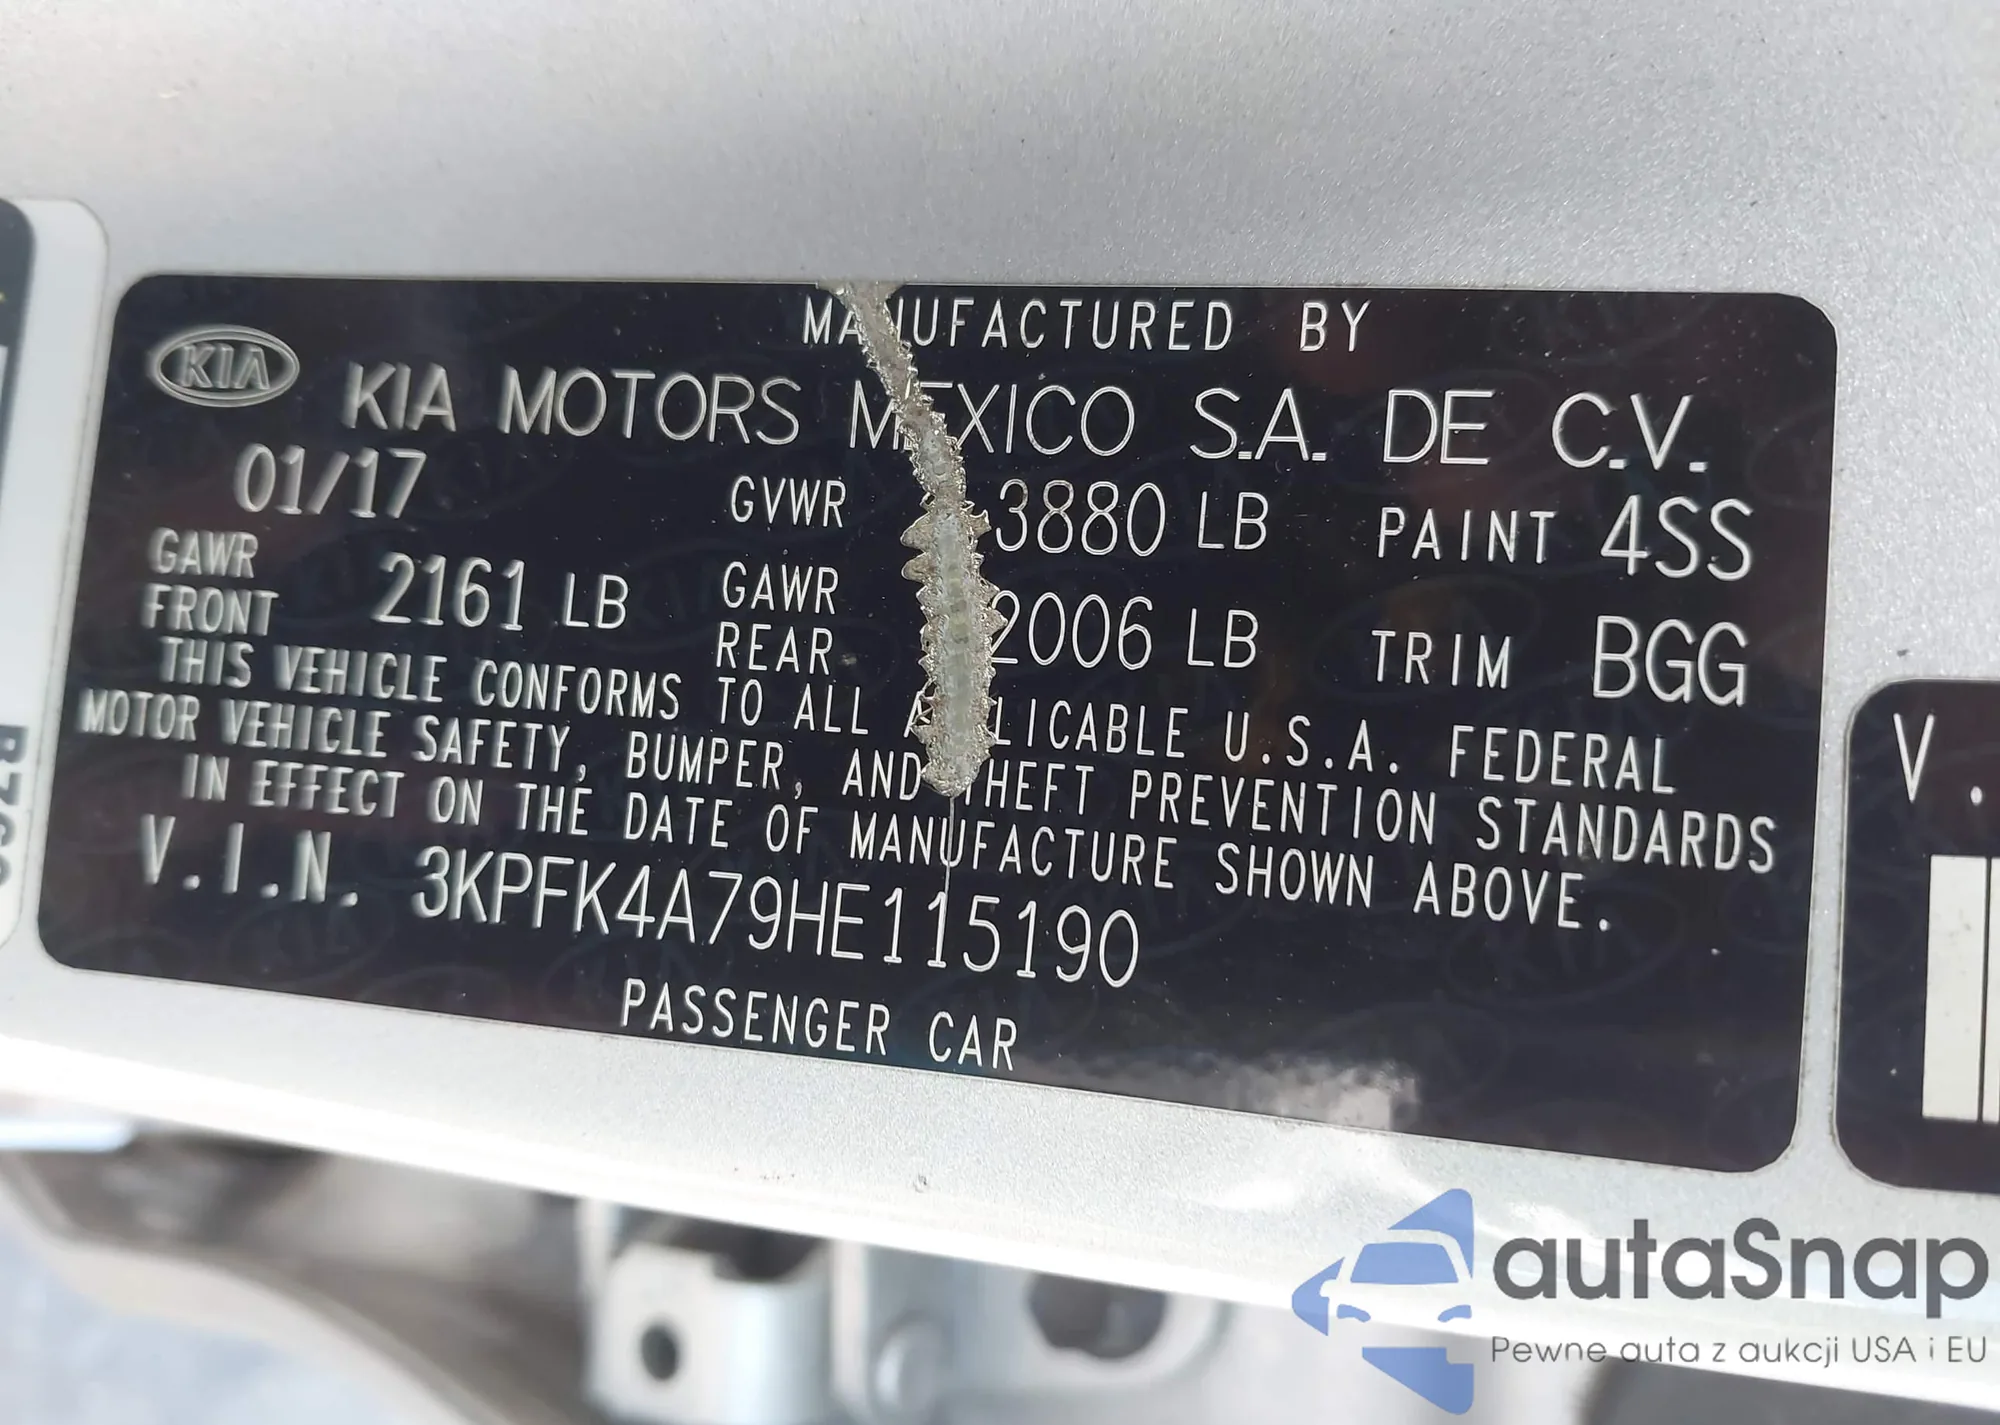 MANUFACTURED BY
KIA
KIA MOTORS MEXICO S.A. DE C.V.
01/17 GVWR 3880 LB PAINT 4SS
GAWR FRONT 2161 LB GAWR REAR 2006 LB TRIM BGG
THIS VEHICLE CONFORMS TO ALL APPLICABLE U.S.A. FEDERAL
MOTOR VEHICLE SAFETY, BUMPER, AND THEFT PREVENTION STANDARDS
IN EFFECT ON THE DATE OF MANUFACTURE SHOWN ABOVE.
V.I.N. 3KPFK4A79HE115190
PASSENGER CAR
V.
autaSnap
Pewne auta z aukcji USA i EU